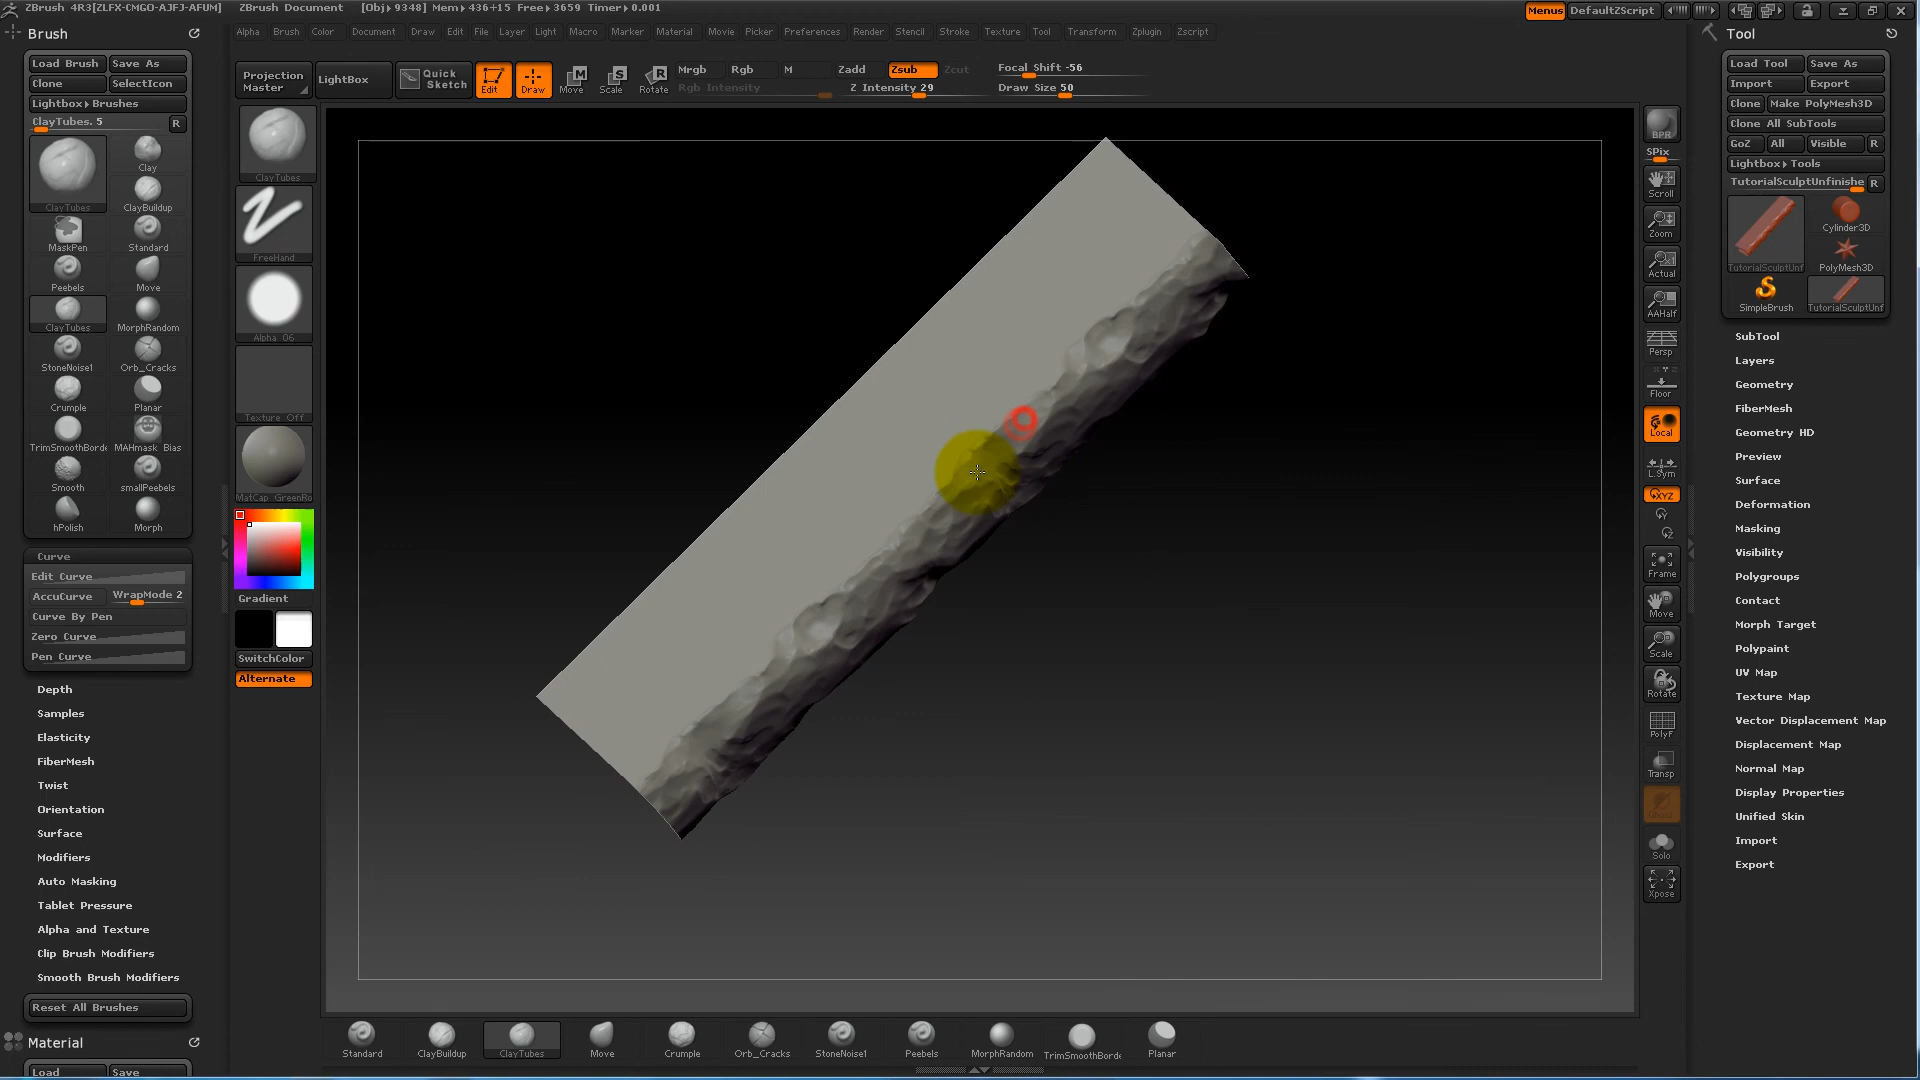 ZBrush 4R3[ZLFX-CMGO-AJFJ-AFUM] ZBrush Document [Obj▸9348] Mem▸436+15 Free▸3659 Timer▸0.001 Menus DefaultZScript
Brush
Alpha Brush Color Document Draw Edit File Layer Light Macro Marker Material Movie Picker Preferences Render Stencil Stroke Texture Tool Transform Zplugin Zscript
Tool
Load Brush Save As
Clone SelectIcon
Lightbox▸Brushes
ClayTubes. 5 R
ClayTubes
Clay
ClayBuildup
MaskPen Standard
Peebels Move
ClayTubes MorphRandom
StoneNoise1 Orb_Cracks
Crumple Planar
TrimSmoothBorde MAHmask_Bias
Smooth smallPeebels
hPolish Morph
Curve
Edit Curve
AccuCurve WrapMode 2
Curve By Pen
Zero Curve
Pen Curve
Depth
Samples
Elasticity
FiberMesh
Twist
Orientation
Surface
Modifiers
Auto Masking
Tablet Pressure
Alpha and Texture
Clip Brush Modifiers
Smooth Brush Modifiers
Reset All Brushes
Material
Load Save
Projection Master
LightBox
Quick Sketch
Edit Draw Move Scale Rotate
Mrgb Rgb M Zadd Zsub Zcut
Rgb Intensity Z Intensity 29
Focal Shift -56
Draw Size 50
ClayTubes
FreeHand
Alpha 06
Texture Off
MatCap GreenRo
Gradient
SwitchColor
Alternate
BPR
SPix
Scroll
Zoom
Actual
AAHalf
Persp
Floor
Local
L.Sym
XYZ
Frame
Move
Scale
Rotate
PolyF
Transp
Ghost
Solo
Xpose
Load Tool Save As
Import Export
Clone Make PolyMesh3D
Clone All SubTools
GoZ All Visible R
Lightbox▸Tools
TutorialSculptUnfinishe R
TutorialSculptUnf
Cylinder3D
PolyMesh3D
SimpleBrush TutorialSculptUnf
SubTool
Layers
Geometry
FiberMesh
Geometry HD
Preview
Surface
Deformation
Masking
Visibility
Polygroups
Contact
Morph Target
Polypaint
UV Map
Texture Map
Vector Displacement Map
Displacement Map
Normal Map
Display Properties
Unified Skin
Import
Export
Standard ClayBuildup ClayTubes Move Crumple Orb_Cracks StoneNoise1 Peebels MorphRandom TrimSmoothBorde Planar